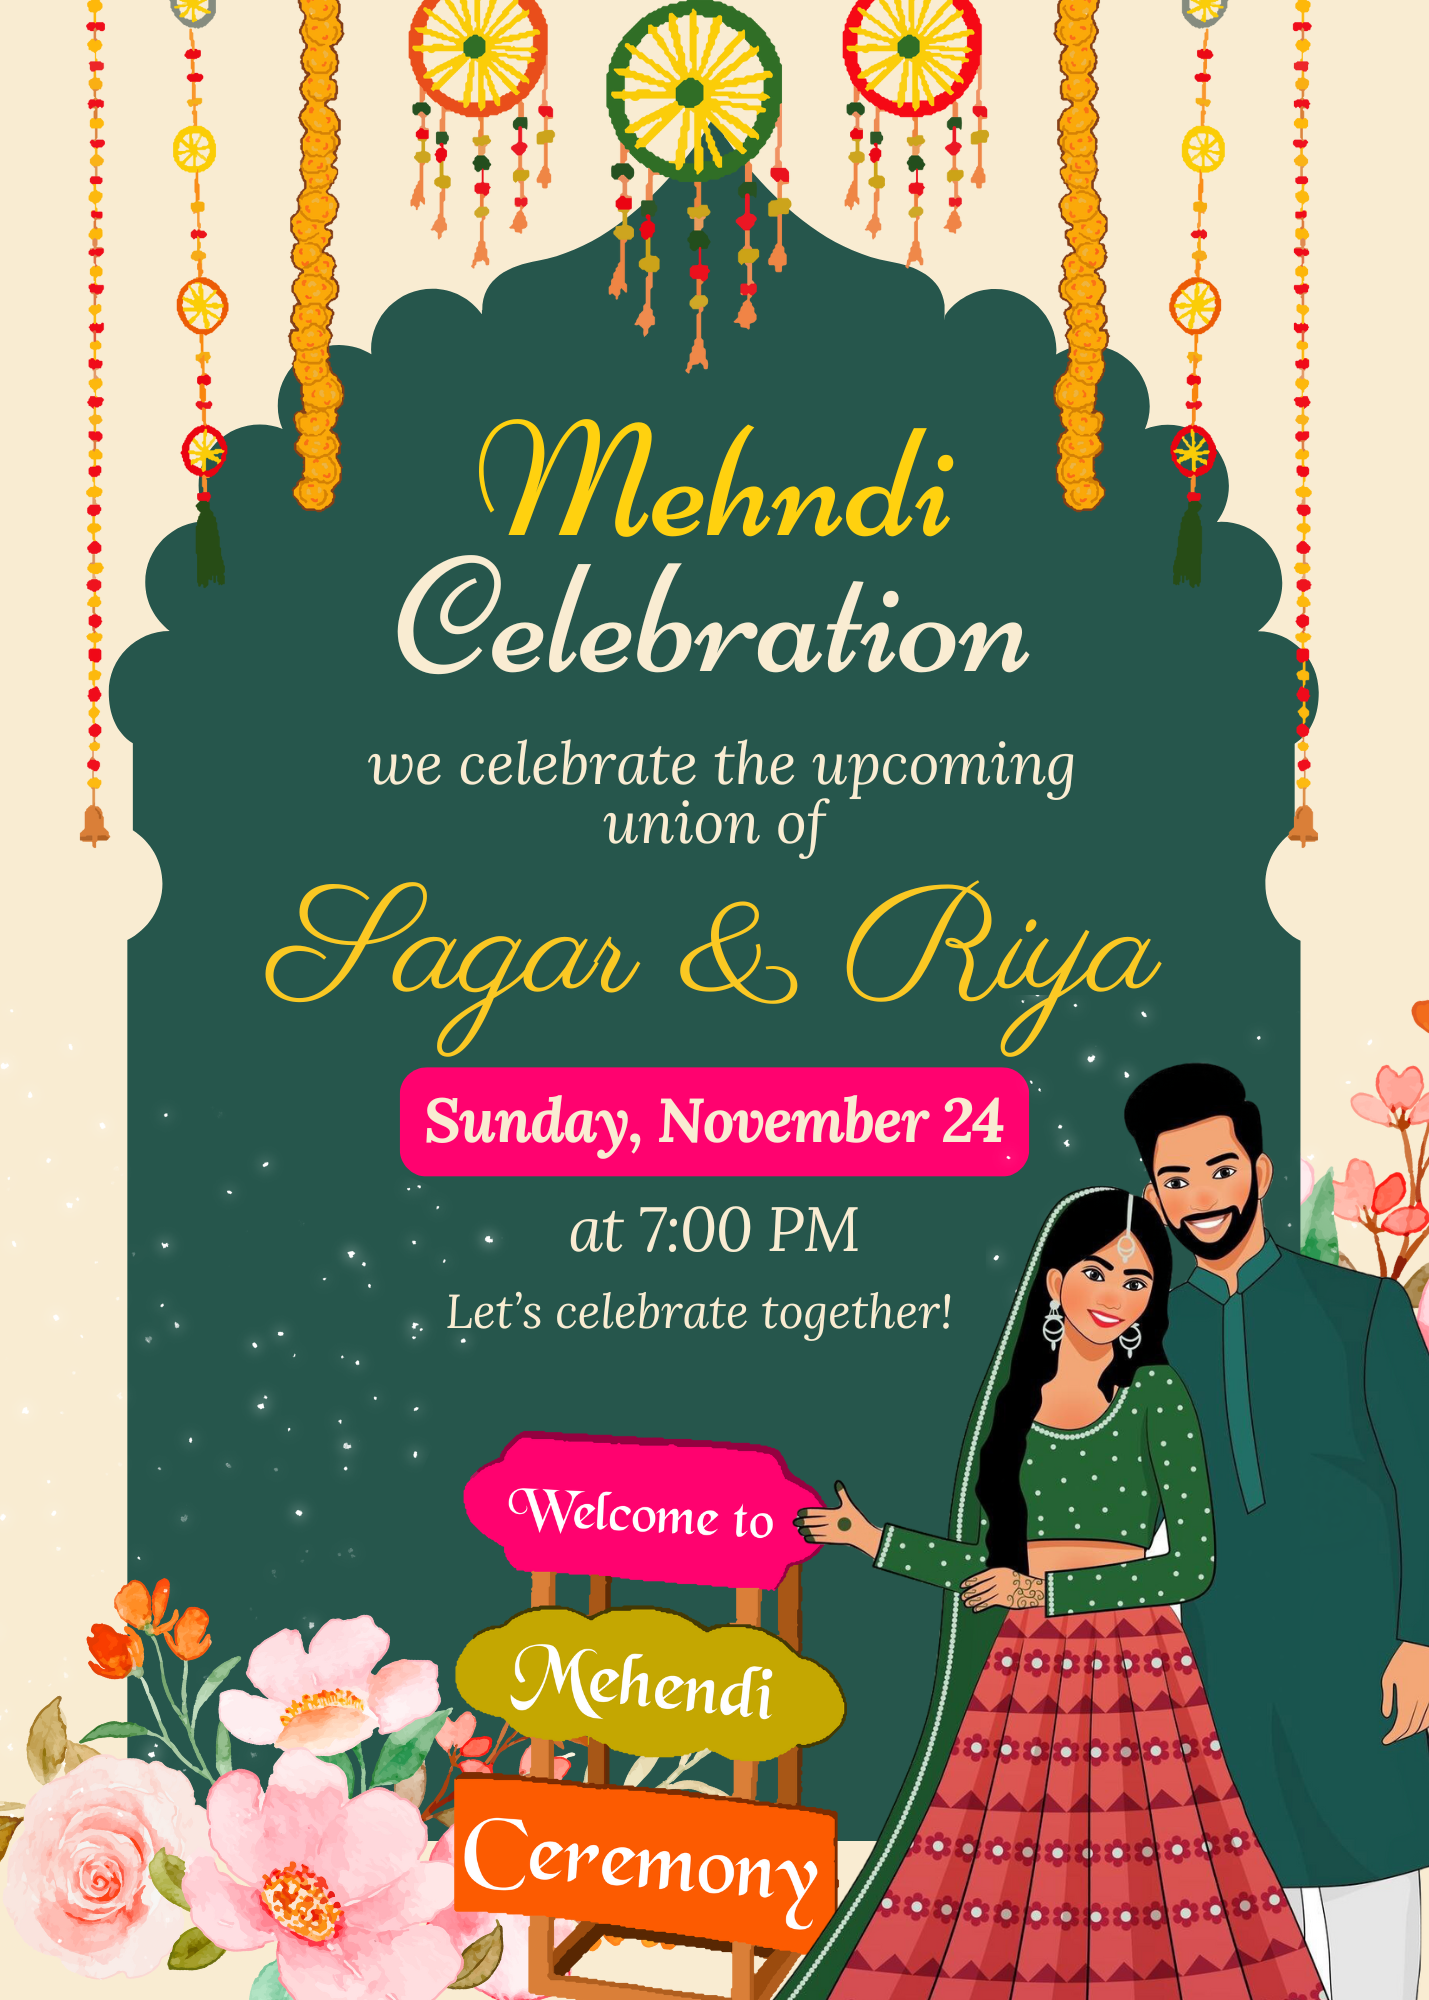 Mehndi
Celebration
we celebrate the upcoming
union of
Sagar & Riya
Sunday, November 24
at 7:00 PM
Let’s celebrate together!
Welcome to
Mehendi
Ceremony